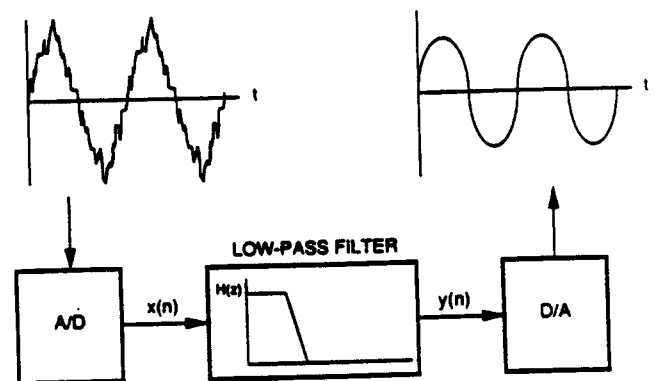 t
t
LOW-PASS FILTER
A/D
x(n)
H(z)
y(n)
D/A